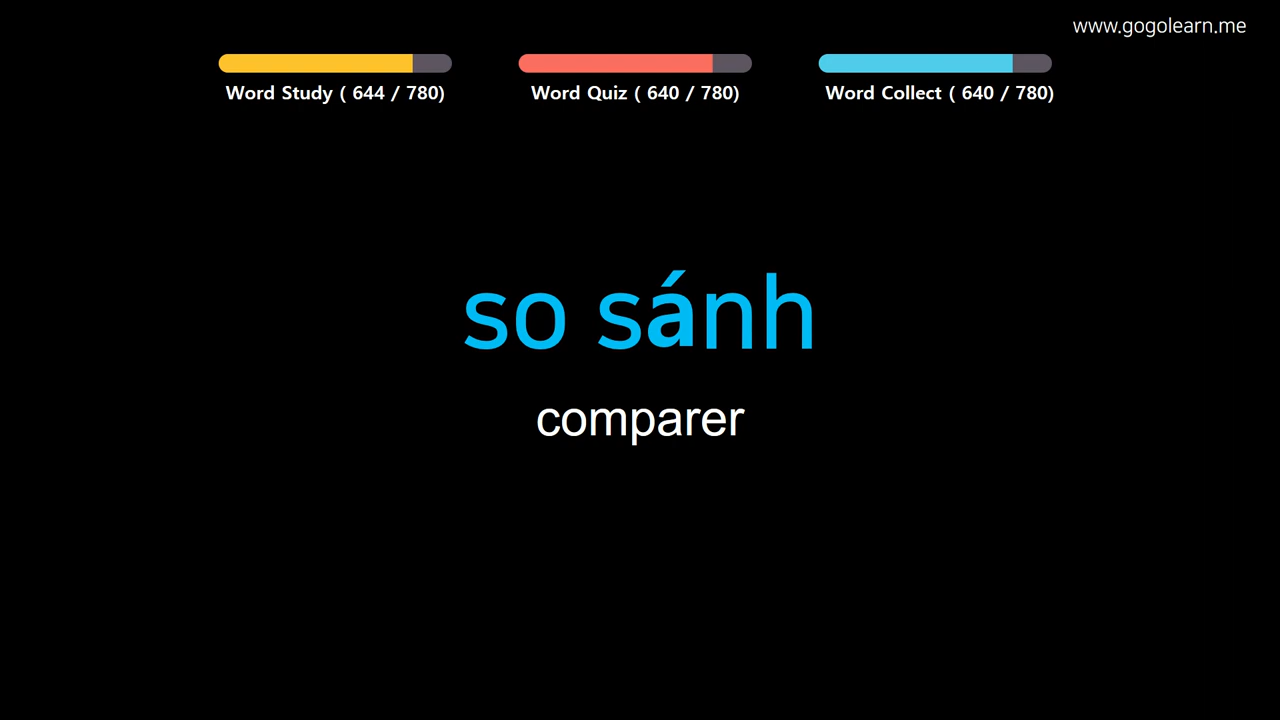 www.gogolearn.me
Word Study ( 644 / 780)
Word Quiz ( 640 / 780)
Word Collect ( 640 / 780)
so sánh
comparer